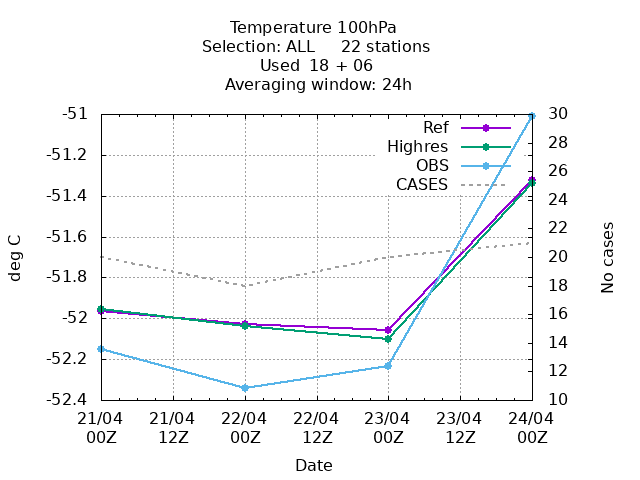 Temperature 100hPa
Selection: ALL 22 stations
Used 18 + 06
Averaging window: 24h
-51
-51.2
-51.4
-51.6
-51.8
-52
-52.2
-52.4
deg C
Ref
Highres
OBS
CASES
30
28
26
24
22
20
18
16
14
12
10
No cases
21/04 21/04 22/04 22/04 23/04 23/04 24/04
00Z 12Z 00Z 12Z 00Z 12Z 00Z
Date